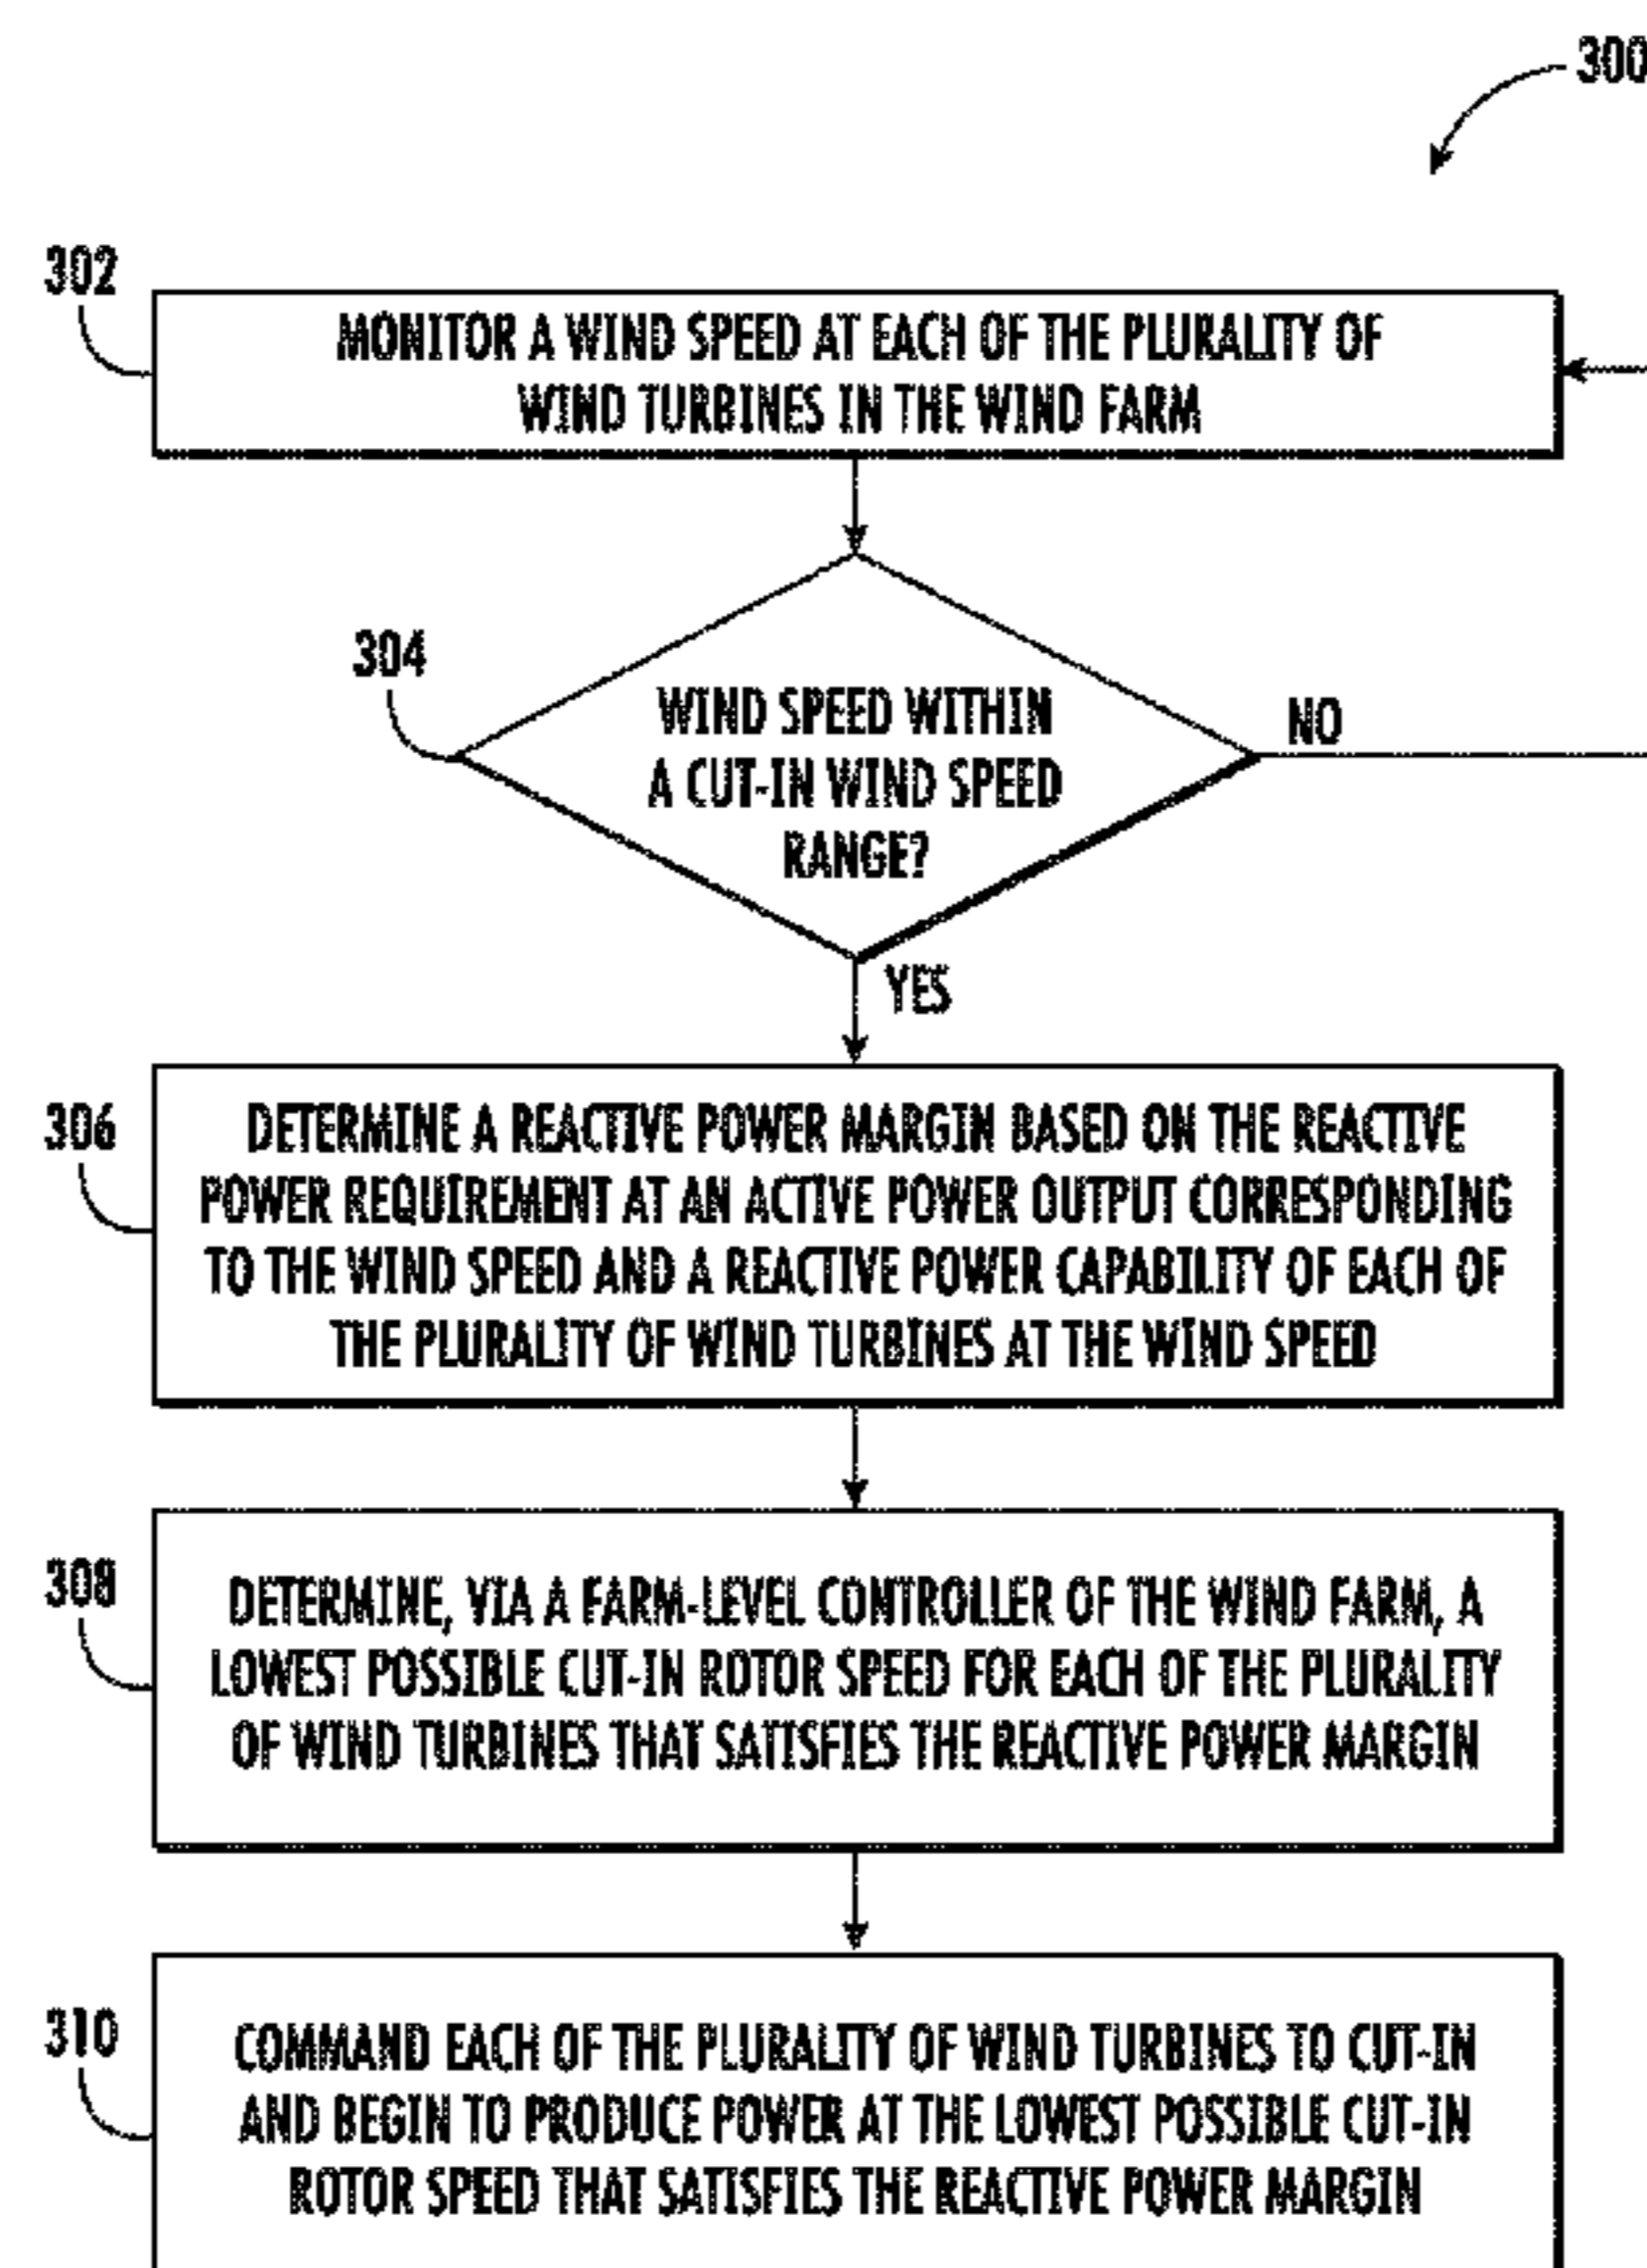 300
302
MONITOR A WIND SPEED AT EACH OF THE PLURALITY OF
WIND TURBINES IN THE WIND FARM
304
WIND SPEED WITHIN
A CUT-IN WIND SPEED
RANGE?
NO
YES
306
DETERMINE A REACTIVE POWER MARGIN BASED ON THE REACTIVE
POWER REQUIREMENT AT AN ACTIVE POWER OUTPUT CORRESPONDING
TO THE WIND SPEED AND A REACTIVE POWER CAPABILITY OF EACH OF
THE PLURALITY OF WIND TURBINES AT THE WIND SPEED
308
DETERMINE, VIA A FARM-LEVEL CONTROLLER OF THE WIND FARM, A
LOWEST POSSIBLE CUT-IN ROTOR SPEED FOR EACH OF THE PLURALITY
OF WIND TURBINES THAT SATISFIES THE REACTIVE POWER MARGIN
310
COMMAND EACH OF THE PLURALITY OF WIND TURBINES TO CUT-IN
AND BEGIN TO PRODUCE POWER AT THE LOWEST POSSIBLE CUT-IN
ROTOR SPEED THAT SATISFIES THE REACTIVE POWER MARGIN